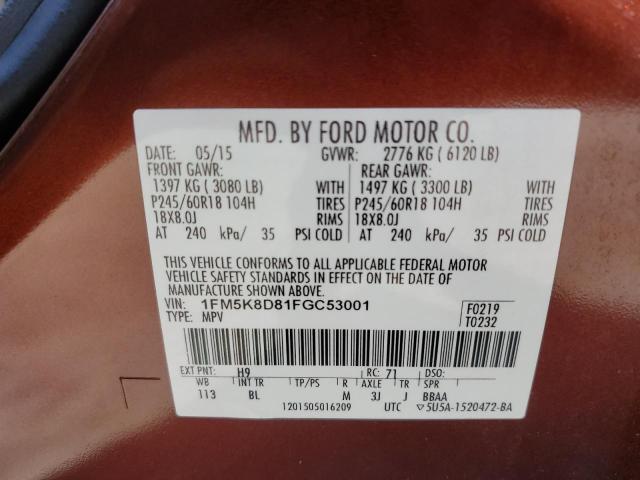 MFD. BY FORD MOTOR CO.
DATE: 05/15 GVWR: 2776 KG ( 6120 LB)
FRONT GAWR: REAR GAWR:
1397 KG ( 3080 LB) WITH 1497 KG ( 3300 LB) WITH
P245/60R18 104H TIRES P245/60R18 104H TIRES
18X8.0J RIMS 18X8.0J RIMS
AT 240 kPa/ 35 PSI COLD AT 240 kPa/ 35 PSI COLD
THIS VEHICLE CONFORMS TO ALL APPLICABLE FEDERAL MOTOR
VEHICLE SAFETY STANDARDS IN EFFECT ON THE DATE OF
MANUFACTURE SHOWN ABOVE.
VIN: 1FM5K8D81FGC53001 F0219
TYPE: MPV T0232
EXT PNT: H9 RC: 71 DSO:
WB INT TR TP/PS R AXLE TR SPR
113 BL M 3J J BBAA
1201505016209 UTC ▽5U5A-1520472-BA